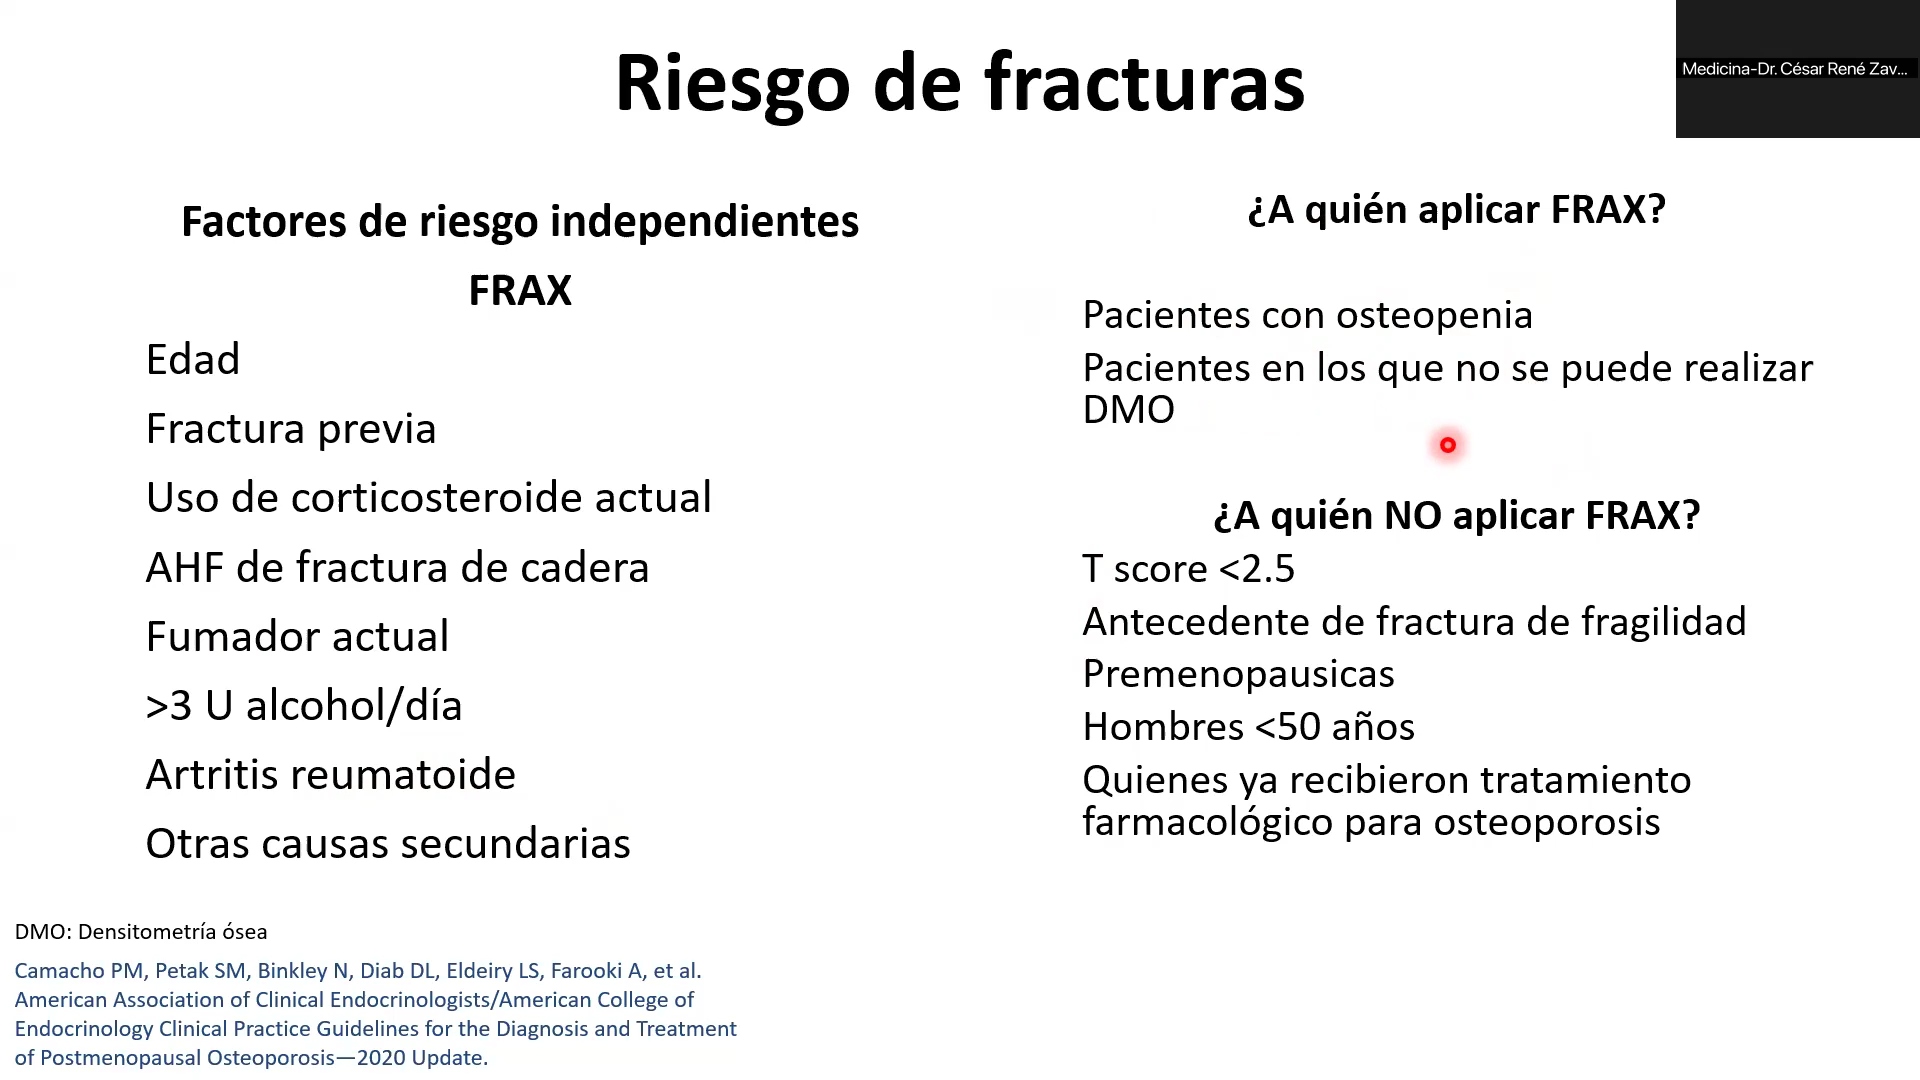 Riesgo de fracturas
Medicina-Dr. César René Zav...
Factores de riesgo independientes
FRAX
Edad
Fractura previa
Uso de corticosteroide actual
AHF de fractura de cadera
Fumador actual
>3 U alcohol/día
Artritis reumatoide
Otras causas secundarias
¿A quién aplicar FRAX?
Pacientes con osteopenia
Pacientes en los que no se puede realizar
DMO
¿A quién NO aplicar FRAX?
T score <2.5
Antecedente de fractura de fragilidad
Premenopausicas
Hombres <50 años
Quienes ya recibieron tratamiento
farmacológico para osteoporosis
DMO: Densitometría ósea
Camacho PM, Petak SM, Binkley N, Diab DL, Eldeiry LS, Farooki A, et al.
American Association of Clinical Endocrinologists/American College of
Endocrinology Clinical Practice Guidelines for the Diagnosis and Treatment
of Postmenopausal Osteoporosis—2020 Update.